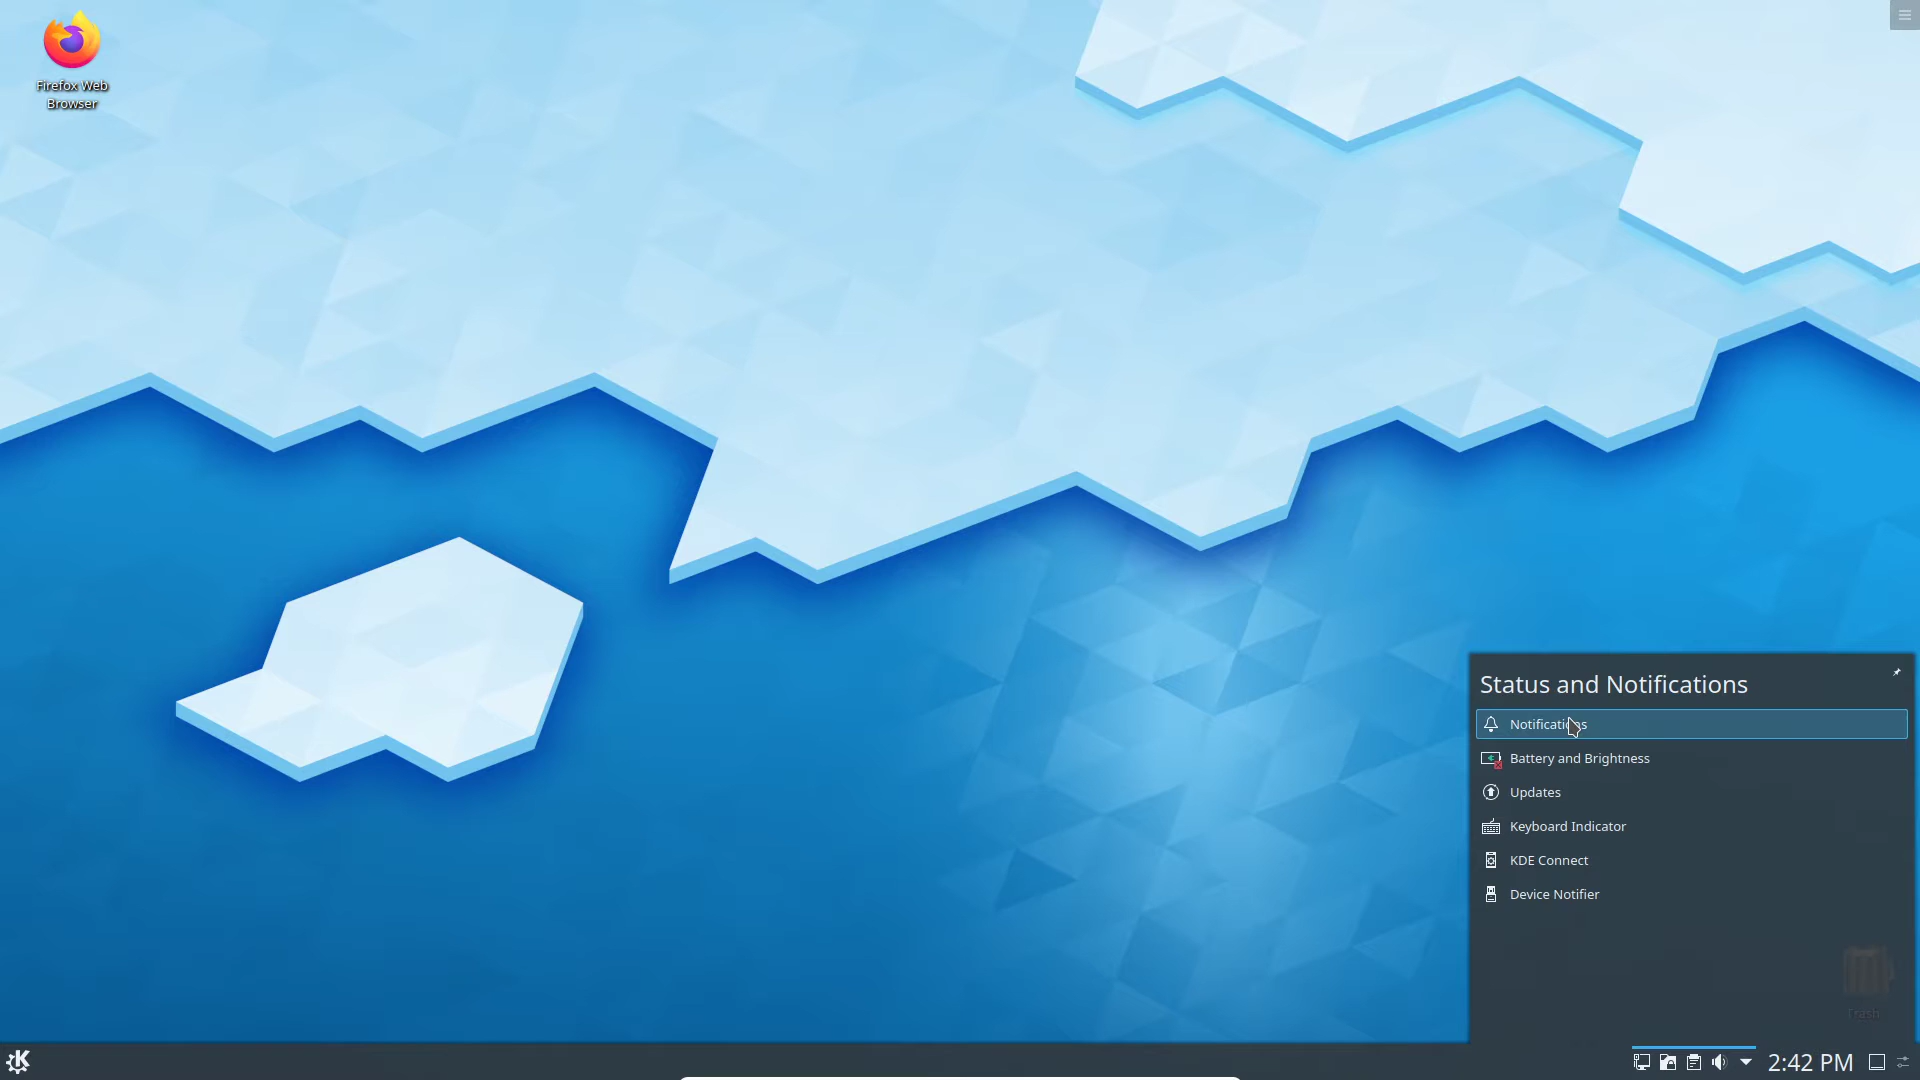 Firefox Web
Browser
Status and Notifications
Notifications
Battery and Brightness
Updates
Keyboard Indicator
KDE Connect
Device Notifier
Trash
2:42 PM